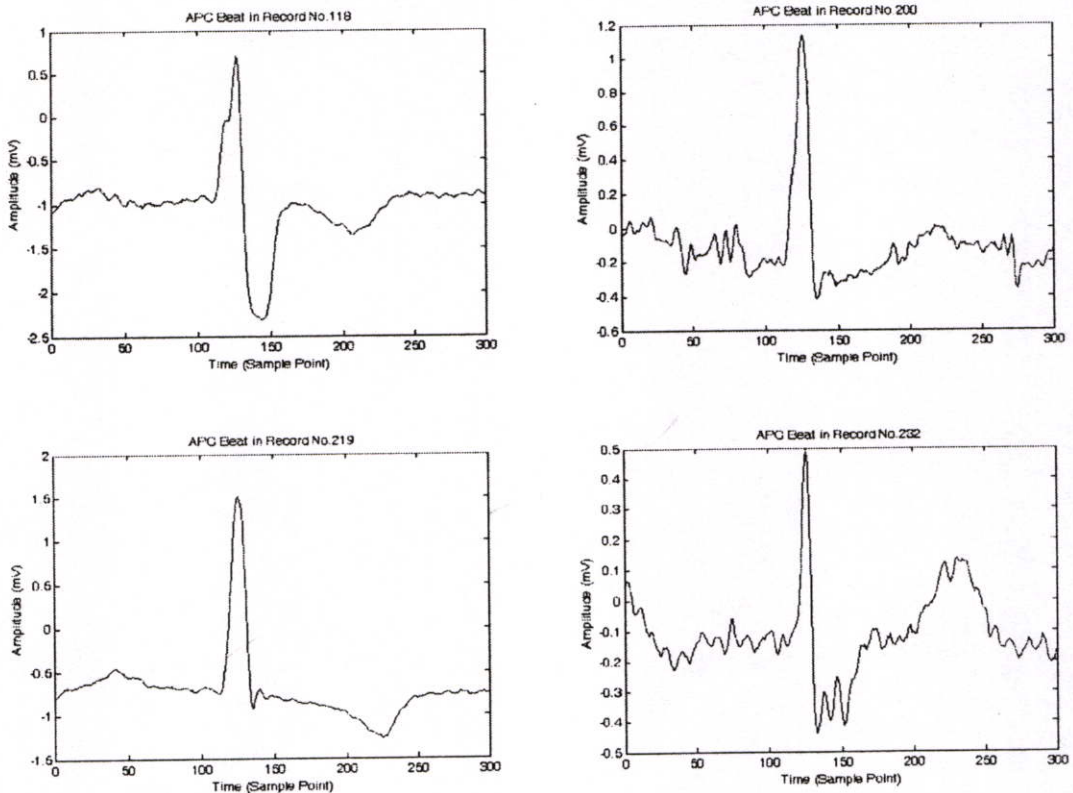 APC Beat in Record No.118
1
0.5
0
-0.5
-1
-1.5
-2
-2.5
Amplitude (mV)
0 50 100 150 200 250 300
Time (Sample Point)
APC Beat in Record No.200
1.2
1
0.8
0.6
0.4
0.2
0
-0.2
-0.4
-0.6
Amplitude (mV)
0 50 100 150 200 250 300
Time (Sample Point)
APC Beat in Record No.219
2
1.5
1
0.5
0
-0.5
-1
-1.5
Amplitude (mV)
0 50 100 150 200 250 300
Time (Sample Point)
APC Beat in Record No.232
0.5
0.4
0.3
0.2
0.1
0
-0.1
-0.2
-0.3
-0.4
-0.5
Amplitude (mV)
0 50 100 150 200 250 300
Time (Sample Point)